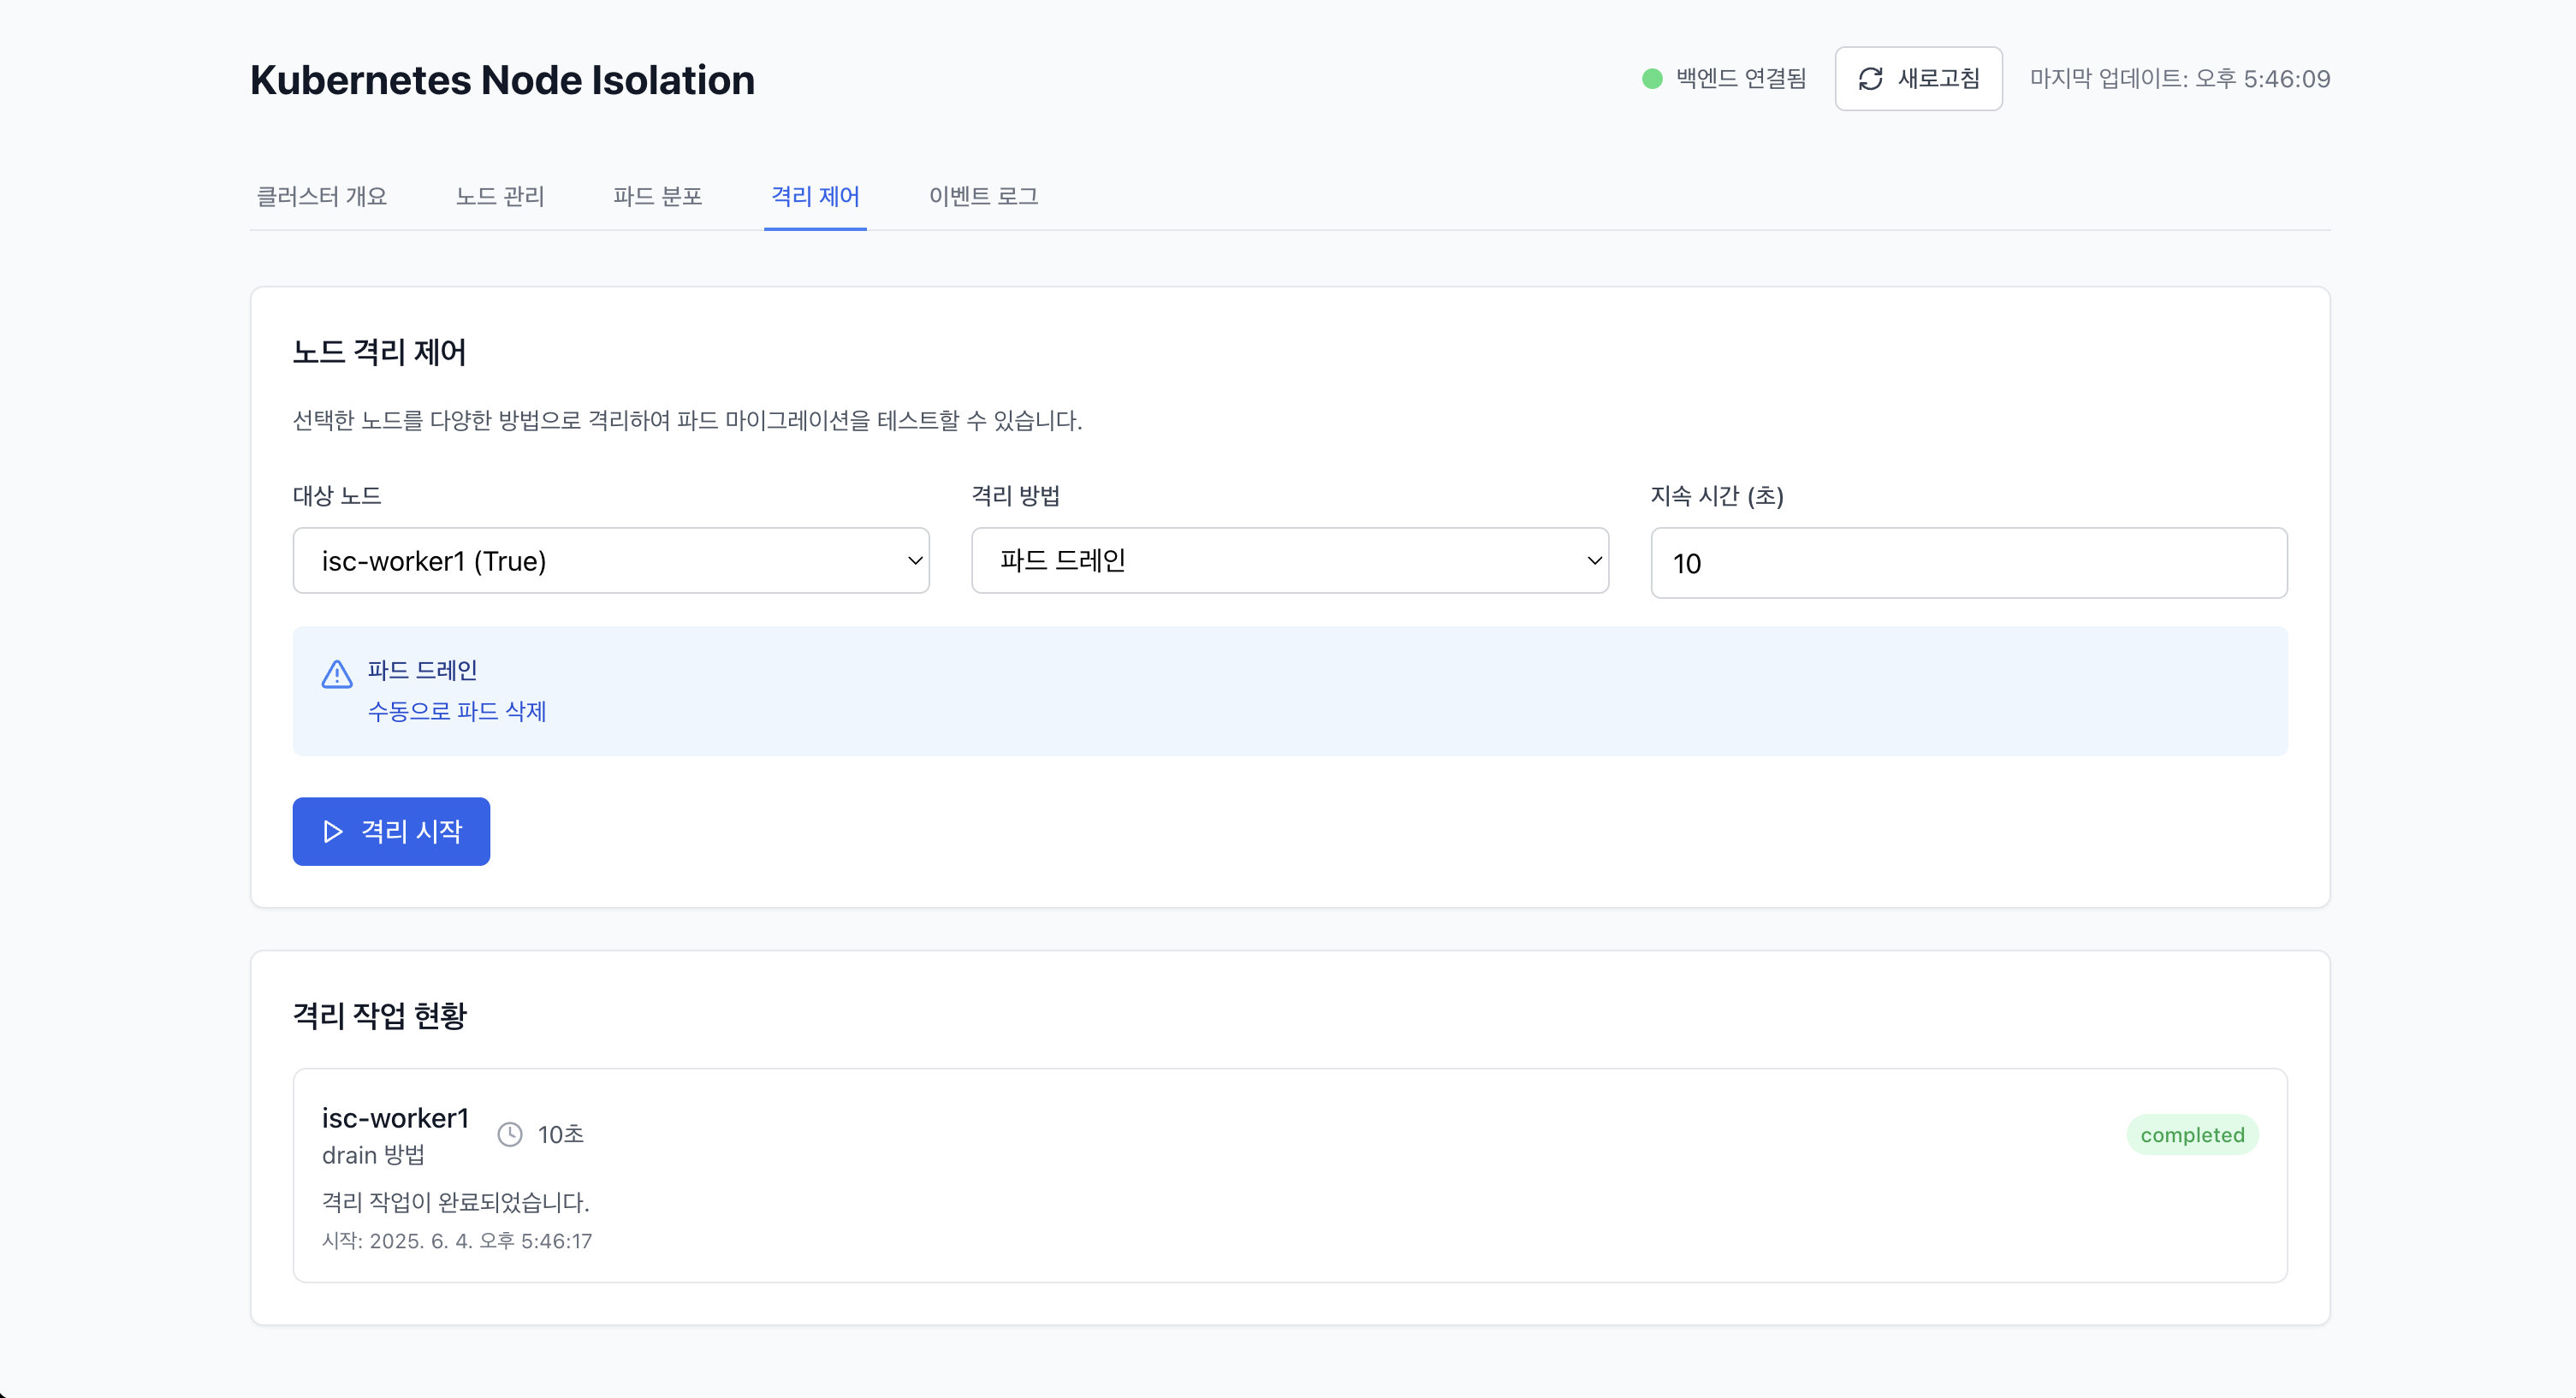 Kubernetes Node Isolation
백엔드 연결됨
새로고침
마지막 업데이트: 오후 5:46:09
클러스터 개요
노드 관리
파드 분포
격리 제어
이벤트 로그
노드 격리 제어
선택한 노드를 다양한 방법으로 격리하여 파드 마이그레이션을 테스트할 수 있습니다.
대상 노드
격리 방법
지속 시간 (초)
isc-worker1 (True)
파드 드레인
10
파드 드레인
수동으로 파드 삭제
격리 시작
격리 작업 현황
isc-worker1
drain 방법
10초
completed
격리 작업이 완료되었습니다.
시작: 2025. 6. 4. 오후 5:46:17